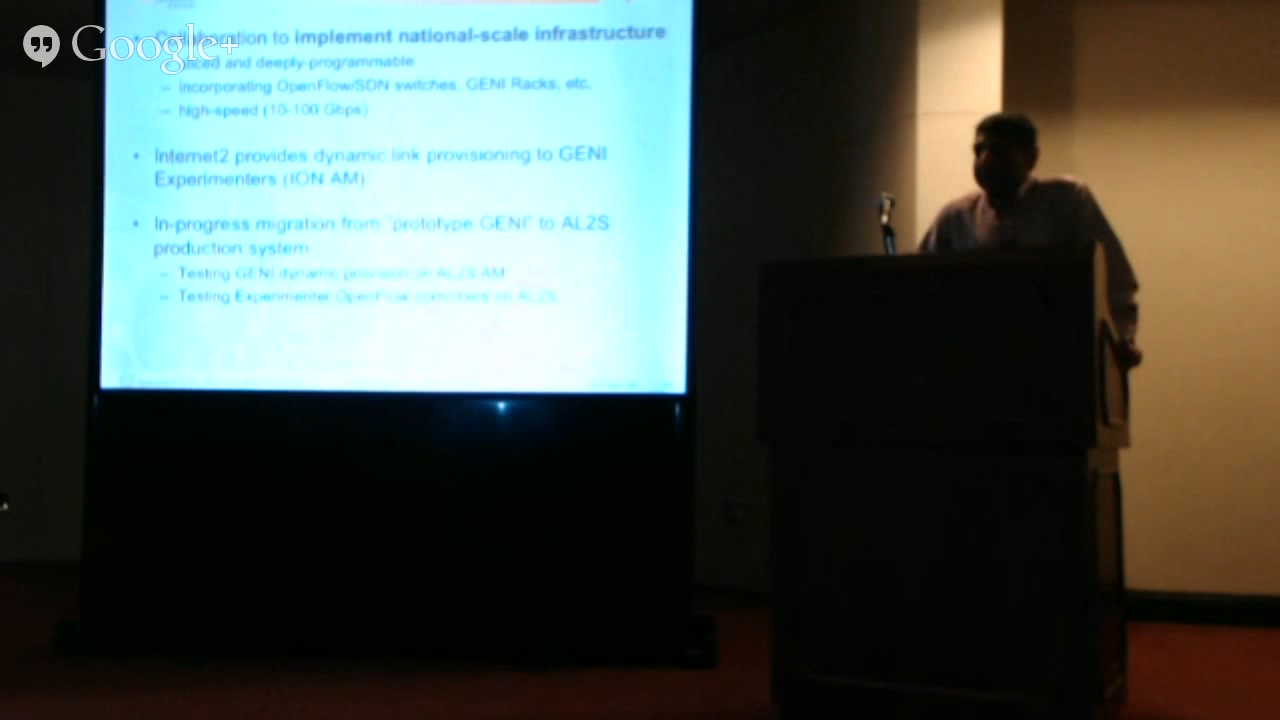 Google+
to implement national-scale infrastructure
and deeply-programmable
– incorporating OpenFlow/SDN switches, GENI Racks, etc.
– high-speed (10-100 Gbps)
• Internet2 provides dynamic link provisioning to GENI
Experimenters (ION AM)
• In-progress migration from "prototype GENI" to AL2S
production system
– Testing GENI dynamic provision on AL2S AM
– Testing Experimenter OpenFlow controllers on AL2S